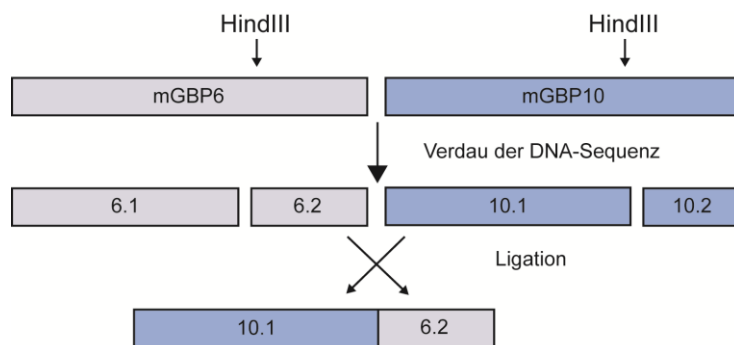 HindIII HindIII
mGBP6 mGBP10
Verdau der DNA-Sequenz
6.1 6.2 10.1 10.2
Ligation
10.1 6.2